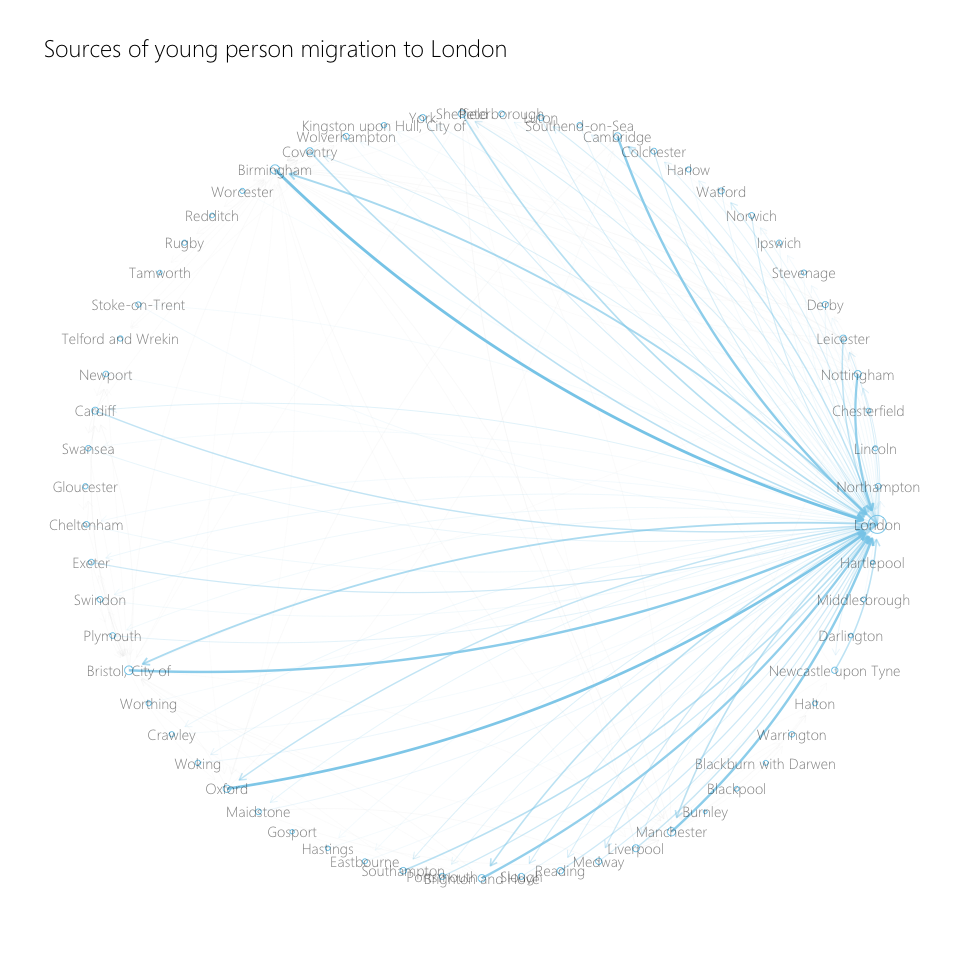 Sources of young person migration to London
Sheffield
Peterborough
York
Luton
Kingston upon Hull, City of
Southend-on-Sea
Wolverhampton
Cambridge
Coventry
Colchester
Birmingham
Harlow
Worcester
Watford
Redditch
Norwich
Rugby
Ipswich
Tamworth
Stevenage
Stoke-on-Trent
Derby
Telford and Wrekin
Leicester
Newport
Nottingham
Cardiff
Chesterfield
Swansea
Lincoln
Gloucester
Northampton
Cheltenham
London
Exeter
Hartlepool
Swindon
Middlesbrough
Plymouth
Darlington
Bristol, City of
Newcastle upon Tyne
Worthing
Halton
Crawley
Warrington
Woking
Blackburn with Darwen
Oxford
Blackpool
Maidstone
Burnley
Gosport
Manchester
Hastings
Liverpool
Eastbourne
Medway
Southampton
Reading
Portsmouth
Slough
Brighton and Hove